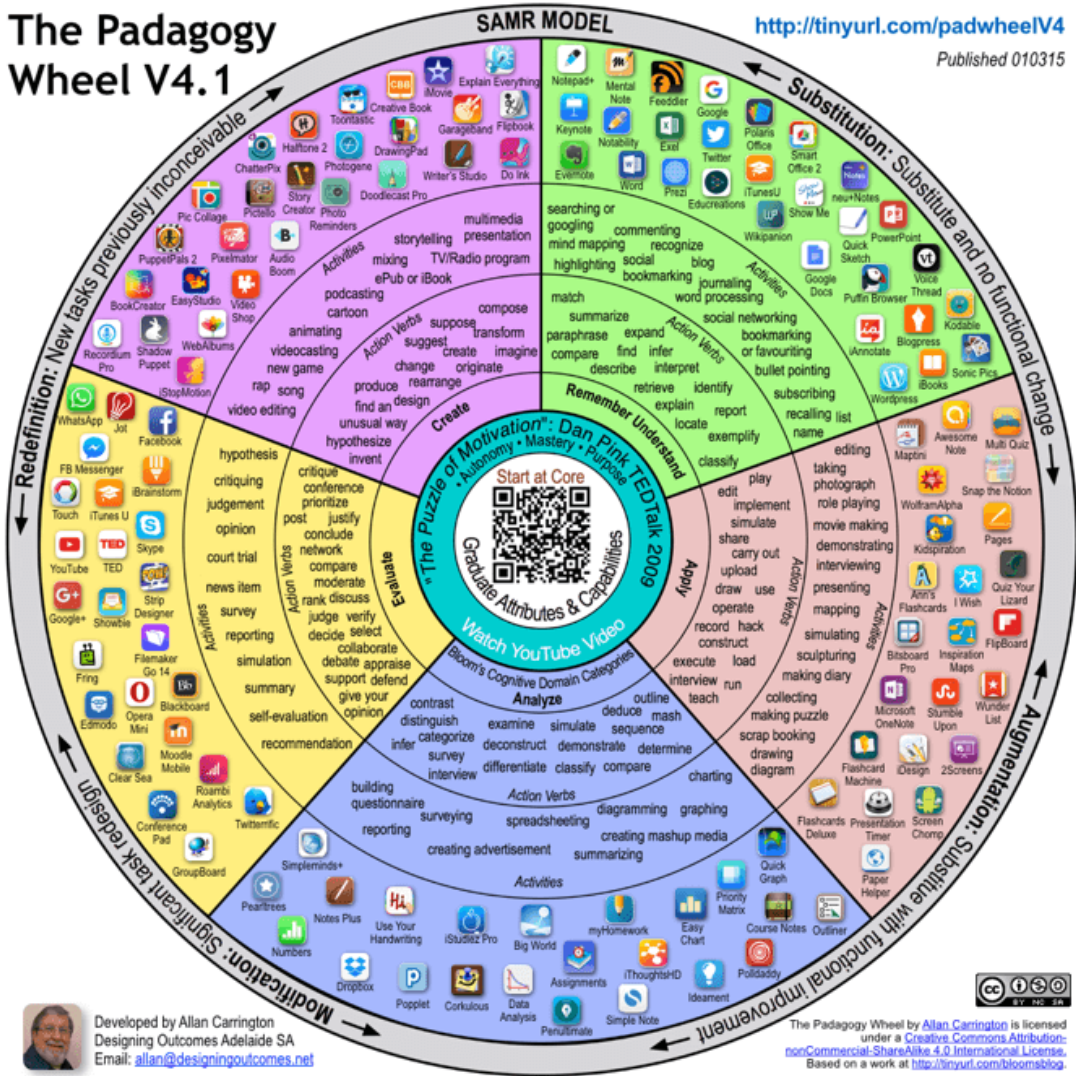 The Padagogy
Wheel V4.1
http://tinyurl.com/padwheelV4
Published 010315
SAMR MODEL
Substitution: Substitute and no functional change
Augmentation: Substitue with functional improvement
Modification: Significant task redesign
Redefinition: New tasks previously inconceivable
"The Puzzle of Motivation": Dan Pink TEDTalk 2009
• Autonomy • Mastery • Purpose
Start at Core
Graduate Attributes & Capabilities
Watch YouTube Video
Bloom's Cognitive Domain Categories
Explain Everything
iMovie
CBB
Creative Book
Toontastic
Garageband
Flipbook
Halftone 2
DrawingPad
ChatterPix
Photogene
Writer's Studio
Do Ink
Doodlecast Pro
Story
Creator
Pictello
Photo
Reminders
Pic Collage
PuppetPals 2
Pixelmator
Audio
Boom
BookCreator
EasyStudio
Video
Shop
Recordium
Pro
Shadow
Puppet
WebAlbums
iStopMotion
Activities
multimedia
presentation
storytelling
mixing
TV/Radio program
ePub or iBook
podcasting
cartoon
animating
videocasting
new game
rap song
video editing
Action Verbs
compose
suppose
transform
suggest
create
imagine
change
originate
rearrange
produce
design
find an
unusual way
hypothesize
invent
Create
Notepad+
Mental
Note
Feeddler
Google
Keynote
Notability
Exel
Twitter
Polaris
Office
Smart
Office 2
Evernote
Word
Prezi
Educreations
iTunesU
Show Me
Notes
neu+Notes
Wikipanion
Quick
Sketch
PowerPoint
Google
Docs
Puffin Browser
Voice
Thread
iAnnotate
Blogpress
Kodable
Wordpress
iBooks
Sonic Pics
searching or
googling
commenting
mind mapping
recognize
highlighting
social
bookmarking
blog
journaling
word processing
Activities
social networking
bookmarking
or favouriting
bullet pointing
subscribing
recalling list
name
match
summarize
Action Verbs
paraphrase
expand
compare
find
infer
describe
interpret
retrieve
identify
explain
report
locate
exemplify
classify
Remember Understand
Maptini
Awesome
Note
Multi Quiz
WolframAlpha
Snap the Notion
Kidspiration
Pages
Ann's
Flashcards
I Wish
Quiz Your
Lizard
Bitsboard
Pro
Inspiration
Maps
FlipBoard
Microsoft
OneNote
Stumble
Upon
Wunder
List
Flashcard
Machine
iDesign
2Screens
Flashcards
Deluxe
Presentation
Timer
Screen
Chomp
Paper
Helper
editing
taking
photograph
role playing
movie making
demonstrating
interviewing
presenting
mapping
Activities
simulating
sculpturing
making diary
collecting
making puzzle
scrap booking
drawing
diagram
play
edit
implement
simulate
share
carry out
upload
Action Verbs
draw use
operate
record hack
construct
execute load
interview run
teach
Apply
WhatsApp
Jot
Facebook
FB Messenger
iBrainstorm
Touch
iTunes U
Skype
YouTube
TED
TED
Strip
Designer
Google+
Showbie
Filemaker
Go 14
Fring
Edmodo
Opera
Mini
Bb
Blackboard
Clear Sea
Moodle
Mobile
Roambi
Analytics
Conference
Pad
Twitterrific
GroupBoard
hypothesis
critiquing
judgement
opinion
court trial
news item
Activities
survey
reporting
simulation
summary
self-evaluation
recommendation
critique
conference
prioritize
post justify
conclude
network
Action Verbs
compare
moderate
rank discuss
judge verify
decide select
collaborate
debate appraise
support defend
give your
opinion
Evaluate
Analyze
contrast
distinguish
categorize
infer
survey
interview
examine
deconstruct
differentiate
simulate
demonstrate
classify
compare
outline
deduce
mash
sequence
determine
Action Verbs
building
questionnaire
reporting
surveying
spreadsheeting
charting
diagramming
graphing
creating mashup media
creating advertisement
summarizing
Activities
Simpleminds+
Pearltrees
Notes Plus
Numbers
Hi
Use Your
Handwriting
iStudiez Pro
Big World
myHomework
Easy
Chart
Priority
Matrix
Quick
Graph
Course Notes
Outliner
Dropbox
Popplet
Corkulous
Data
Analysis
Assignments
iThoughtsHD
Ideament
Polldaddy
Penultimate
Simple Note
Developed by Allan Carrington
Designing Outcomes Adelaide SA
Email: allan@designingoutcomes.net
cc BY NC SA
The Padagogy Wheel by Allan Carrington is licensed
under a Creative Commons Attribution-
nonCommercial-ShareAlike 4.0 International License.
Based on a work at http://tinyurl.com/bloomsblog.